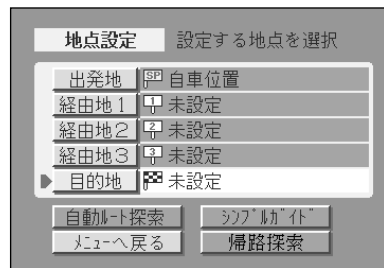 地点設定 設定する地点を選択
出発地 SP 自車位置
経由地1 1 未設定
経由地2 2 未設定
経由地3 3 未設定
目的地 未設定
自動ルート探索 シンプルガイド
メニューへ戻る 帰路探索